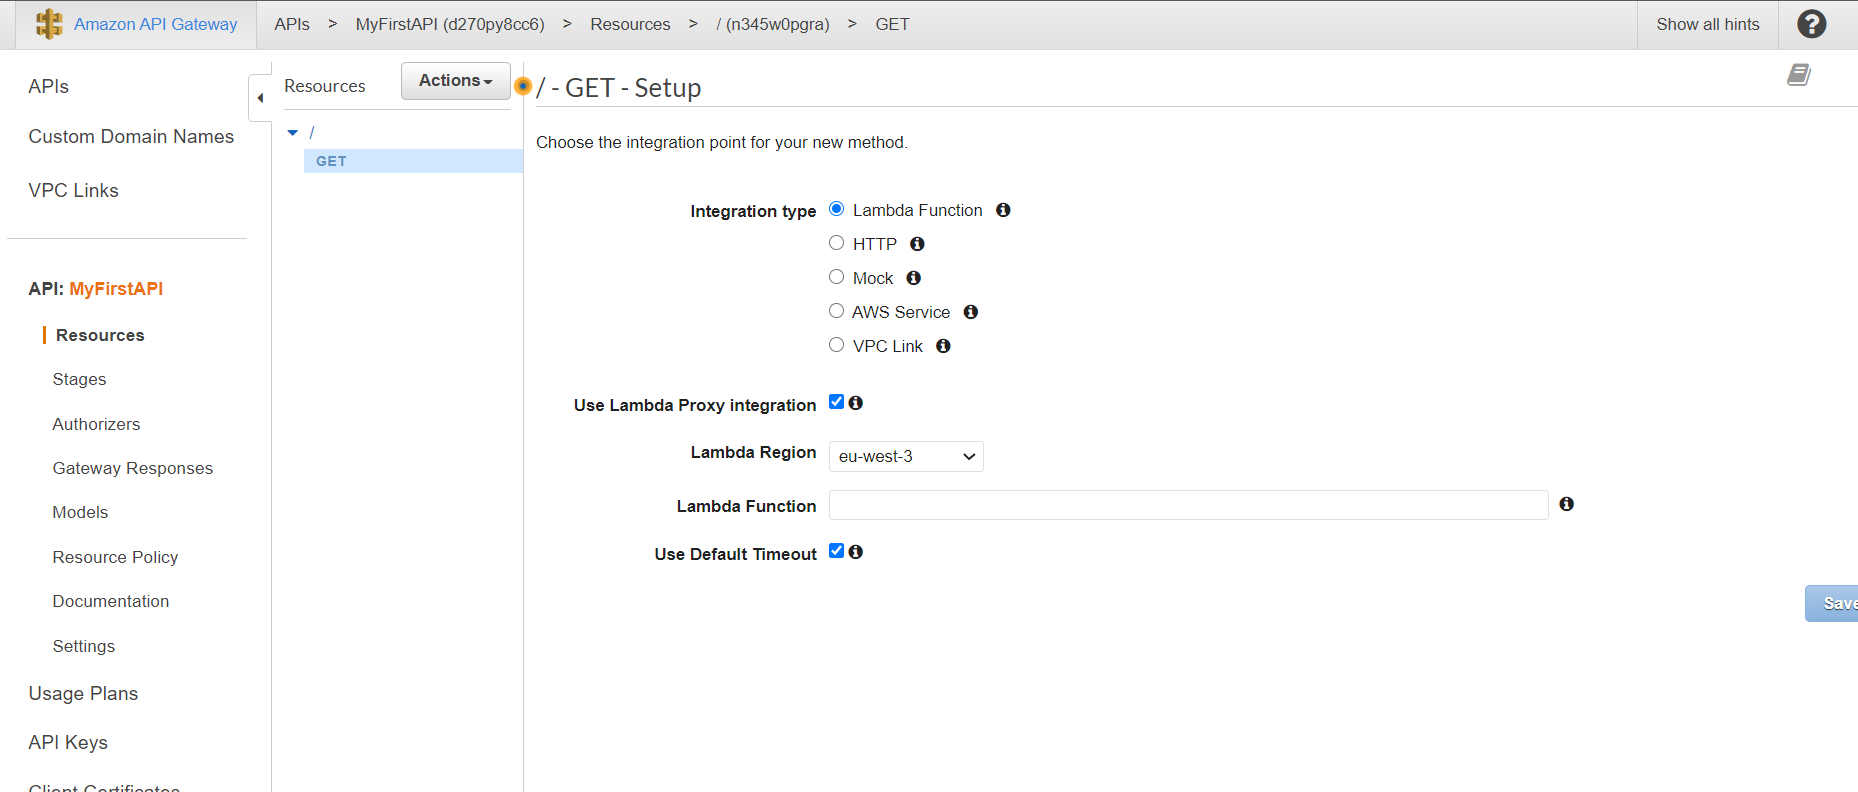 Amazon API Gateway
APIs > MyFirstAPI (d270py8cc6) > Resources > / (n345w0pgra) > GET
Show all hints
?
APIs
Custom Domain Names
VPC Links
API: MyFirstAPI
Resources
Stages
Authorizers
Gateway Responses
Models
Resource Policy
Documentation
Settings
Usage Plans
API Keys
Client Certificates
Resources
Actions
/
GET
/ - GET - Setup
Choose the integration point for your new method.
Integration type
Lambda Function
HTTP
Mock
AWS Service
VPC Link
Use Lambda Proxy integration
Lambda Region
eu-west-3
Lambda Function
Use Default Timeout
Save